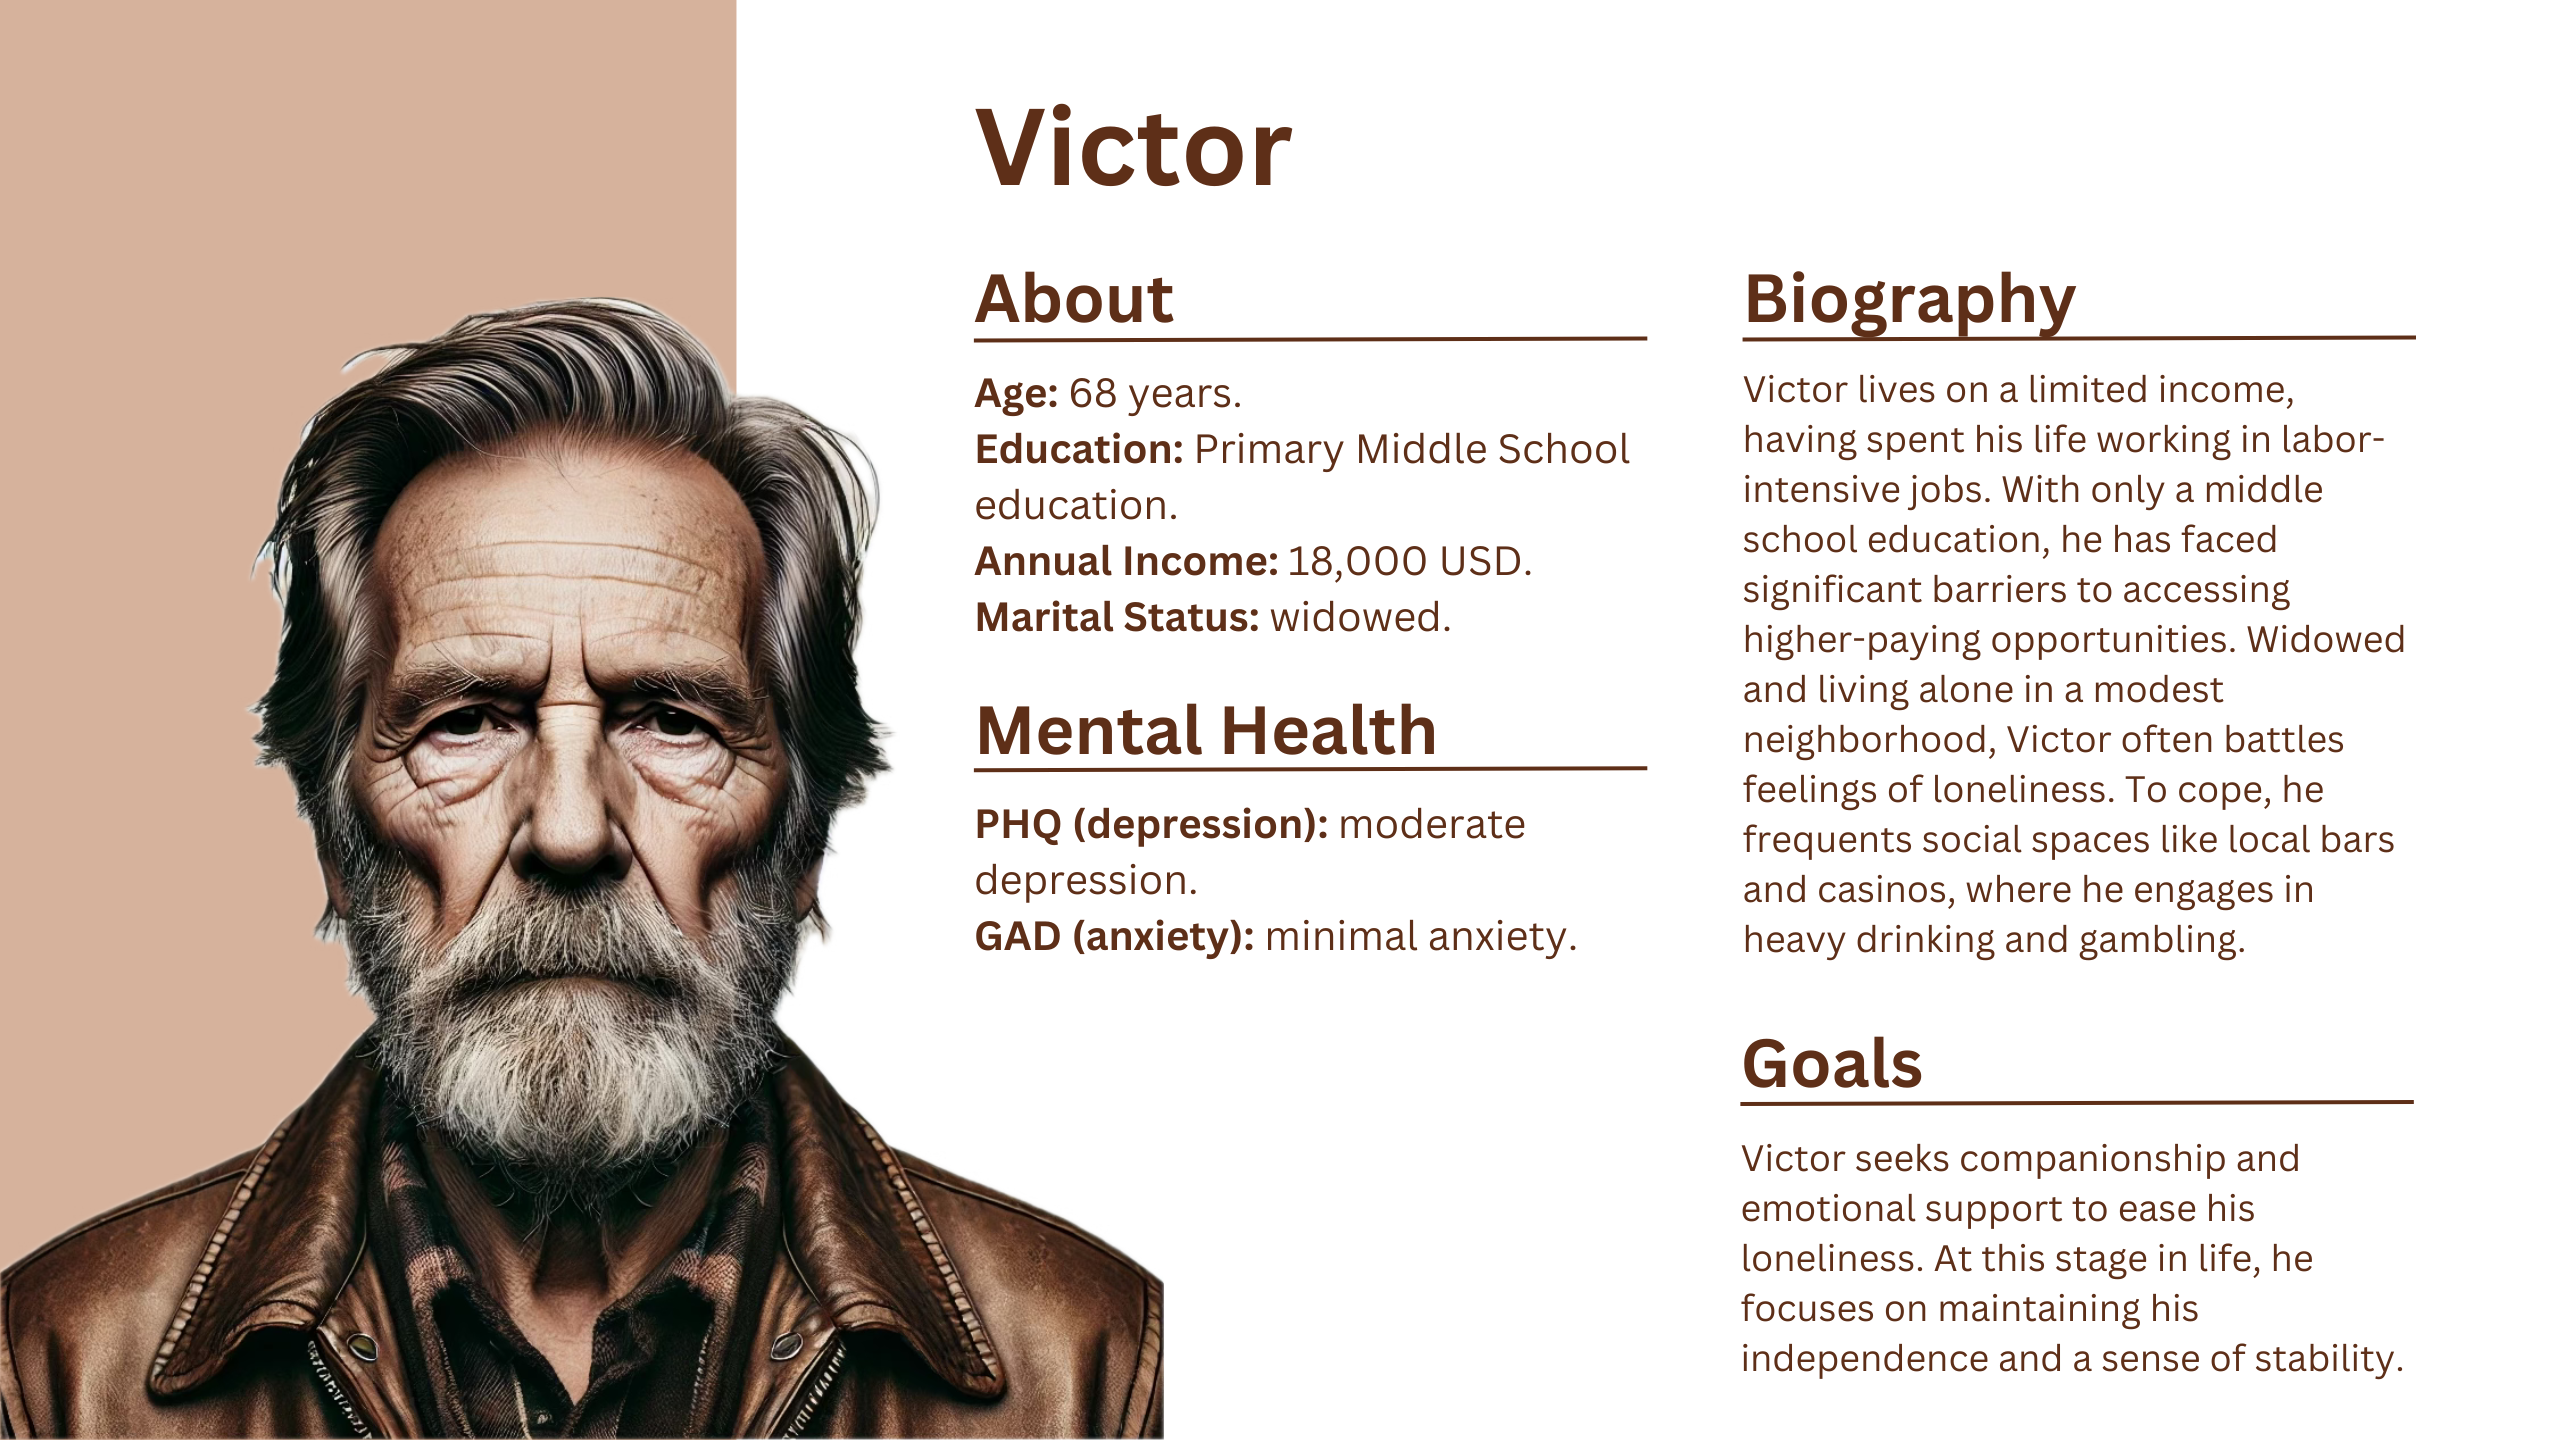 Victor
About
Age: 68 years.
Education: Primary Middle School
education.
Annual Income: 18,000 USD.
Marital Status: widowed.
Mental Health
PHQ (depression): moderate
depression.
GAD (anxiety): minimal anxiety.
Biography
Victor lives on a limited income,
having spent his life working in labor-
intensive jobs. With only a middle
school education, he has faced
significant barriers to accessing
higher-paying opportunities. Widowed
and living alone in a modest
neighborhood, Victor often battles
feelings of loneliness. To cope, he
frequents social spaces like local bars
and casinos, where he engages in
heavy drinking and gambling.
Goals
Victor seeks companionship and
emotional support to ease his
loneliness. At this stage in life, he
focuses on maintaining his
independence and a sense of stability.